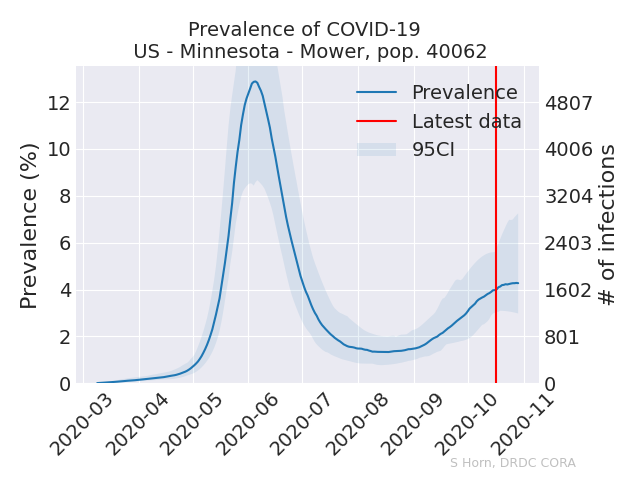 Prevalence of COVID-19
US - Minnesota - Mower, pop. 40062
Prevalence
Latest data
95CI
Prevalence (%)
12
10
8
6
4
2
0
4807
4006
3204
2403
1602
801
0
# of infections
2020-03
2020-04
2020-05
2020-06
2020-07
2020-08
2020-09
2020-10
2020-11
S Horn, DRDC CORA